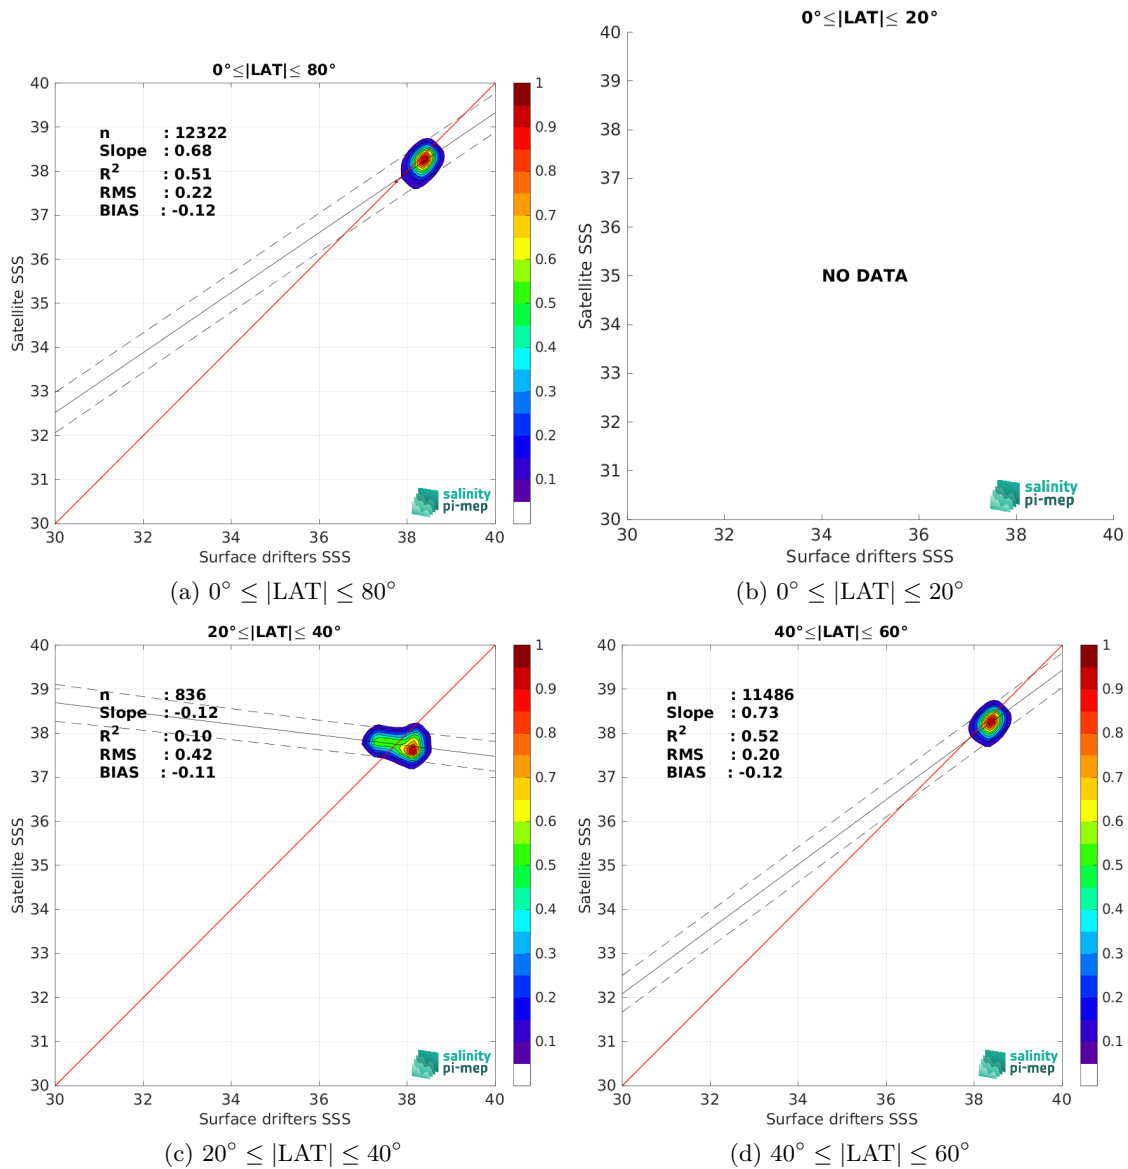 0°≤|LAT|≤ 80°
40
39
38
37
36
35
34
33
32
31
30
Satellite SSS
n : 12322
Slope : 0.68
R2 : 0.51
RMS : 0.22
BIAS : -0.12
1
0.9
0.8
0.7
0.6
0.5
0.4
0.3
0.2
0.1
salinity
pi-mep
30 32 34 36 38 40
Surface drifters SSS
(a) 0° ≤ |LAT| ≤ 80°
0°≤|LAT|≤ 20°
40
39
38
37
36
35
34
33
32
31
30
Satellite SSS
NO DATA
salinity
pi-mep
30 32 34 36 38 40
Surface drifters SSS
(b) 0° ≤ |LAT| ≤ 20°
20°≤|LAT|≤ 40°
40
39
38
37
36
35
34
33
32
31
30
Satellite SSS
n : 836
Slope : -0.12
R2 : 0.10
RMS : 0.42
BIAS : -0.11
1
0.9
0.8
0.7
0.6
0.5
0.4
0.3
0.2
0.1
salinity
pi-mep
30 32 34 36 38 40
Surface drifters SSS
(c) 20° ≤ |LAT| ≤ 40°
40°≤|LAT|≤ 60°
40
39
38
37
36
35
34
33
32
31
30
Satellite SSS
n : 11486
Slope : 0.73
R2 : 0.52
RMS : 0.20
BIAS : -0.12
1
0.9
0.8
0.7
0.6
0.5
0.4
0.3
0.2
0.1
salinity
pi-mep
30 32 34 36 38 40
Surface drifters SSS
(d) 40° ≤ |LAT| ≤ 60°